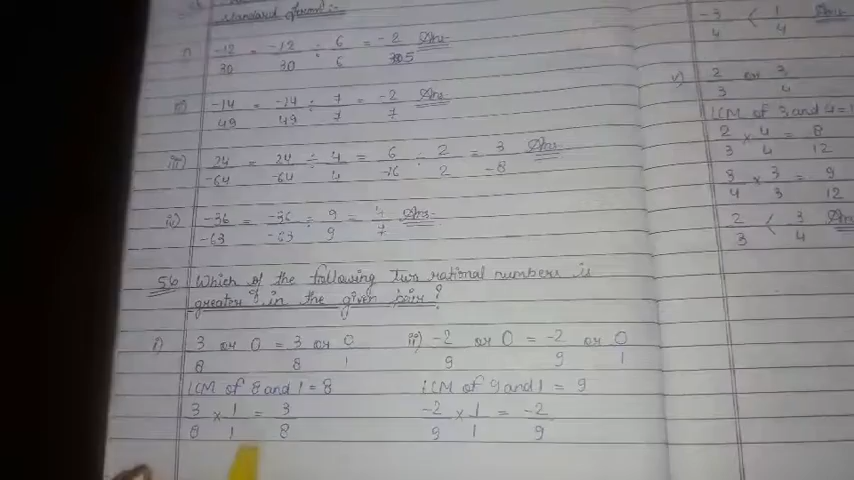 standard form :-
i) -12/30 = -12/30 ÷ 6/6 = -2/5 Ans
ii) -14/49 = -14/49 ÷ 7/7 = -2/7 Ans
iii) 24/-64 = 24/-64 ÷ 4/4 = 6/-16 ÷ 2/2 = 3/-8 Ans
iv) -36/-63 = -36/-63 ÷ 9/9 = 4/7 Ans
5Q Which of the following two rational numbers is
greater in the given pair?
i) 3/8 or 0 = 3/8 or 0/1
LCM of 8 and 1 = 8
3/8 × 1/1 = 3/8
ii) -2/9 or 0 = -2/9 or 0/1
LCM of 9 and 1 = 9
-2/9 × 1/1 = -2/9
-3/4 < 1/4 Ans
v) 2/3 or 3/4
LCM of 3 and 4 = 1
2/3 × 4/4 = 8/12
3/4 × 3/3 = 9/12
2/3 < 3/4 Ans